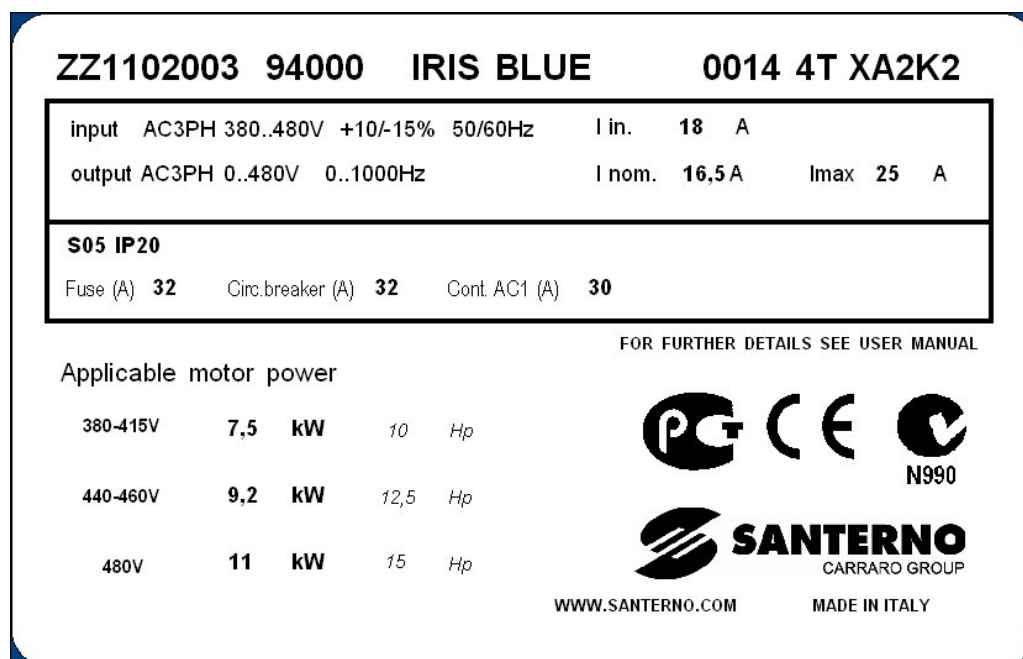 ZZ1102003 94000 IRIS BLUE 0014 4T XA2K2
input AC3PH 380..480V +10/-15% 50/60Hz I in. 18 A
output AC3PH 0..480V 0..1000Hz I nom. 16,5 A Imax 25 A
S05 IP20
Fuse (A) 32 Circ.breaker (A) 32 Cont. AC1 (A) 30
FOR FURTHER DETAILS SEE USER MANUAL
Applicable motor power
380-415V 7,5 kW 10 Hp
440-460V 9,2 kW 12,5 Hp
480V 11 kW 15 Hp
PCT CE
N990
SANTERNO
CARRARO GROUP
WWW.SANTERNO.COM MADE IN ITALY